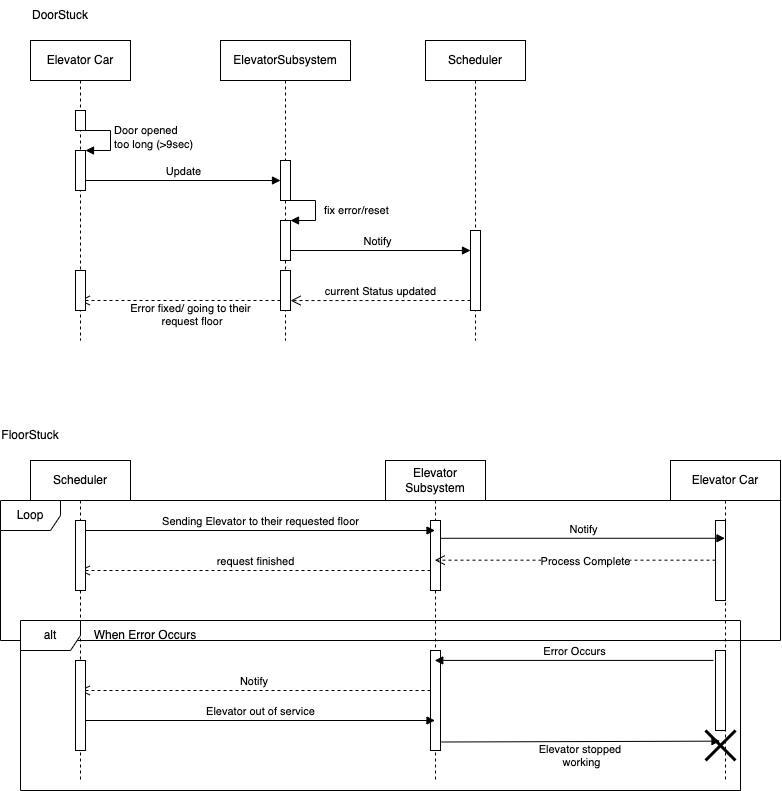 DoorStuck
Elevator Car
ElevatorSubsystem
Scheduler
Door opened
too long (>9sec)
Update
fix error/reset
Notify
current Status updated
Error fixed/ going to their
request floor
FloorStuck
Scheduler
Elevator
Subsystem
Elevator Car
Loop
Sending Elevator to their requested floor
Notify
request finished
Process Complete
alt
When Error Occurs
Error Occurs
Notify
Elevator out of service
Elevator stopped
working